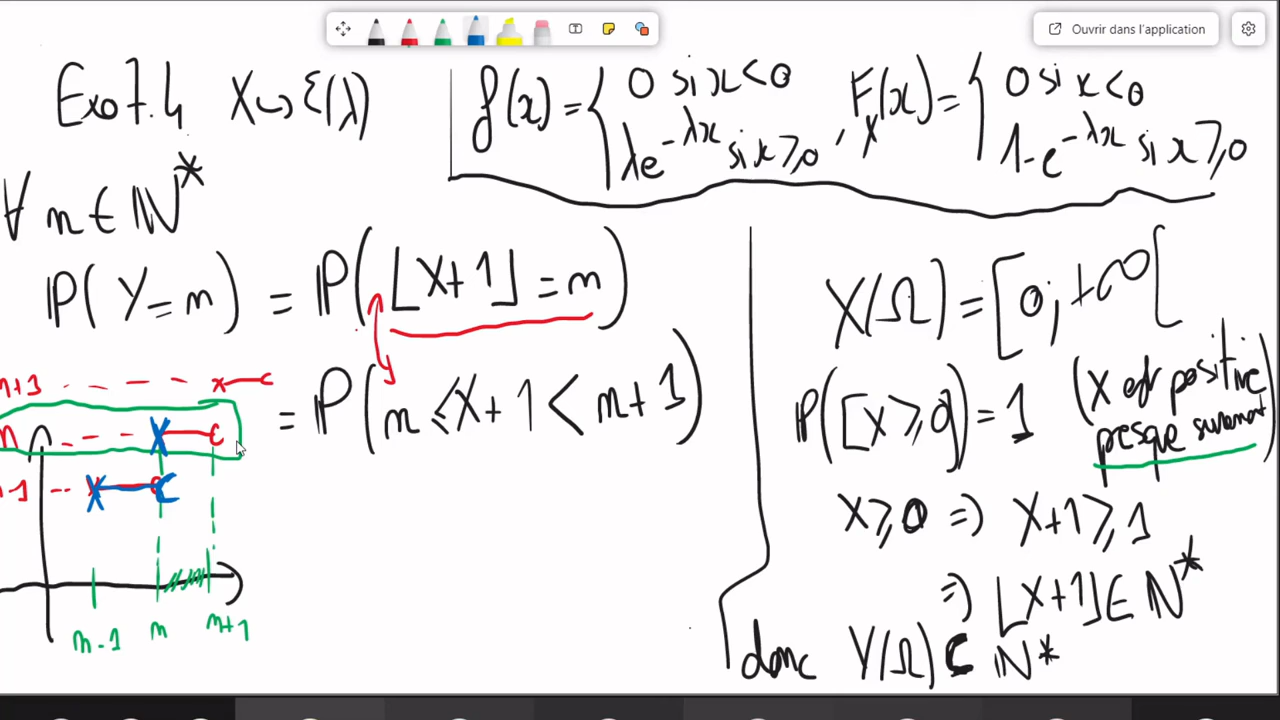 Ouvrir dans l'application
Exo 7.4 X ↪ ℰ(λ)
f(x) = { 0 si x < 0
λe^{-λx} si x ⩾ 0 ,
F_X(x) = { 0 si x < 0
1 - e^{-λx} si x ⩾ 0
∀ n ∈ ℕ*
ℙ( Y = n ) = ℙ( ⌊X+1⌋ = n )
= ℙ( n ⩽ X+1 < n+1 )
n+1
n
n-1
n-1 n n+1
X(Ω) = [0; +∞[
ℙ([X ⩾ 0]) = 1 (X est positive
presque surement)
X ⩾ 0 ⇒ X+1 ⩾ 1
⇒ ⌊X+1⌋ ∈ ℕ*
donc Y(Ω) ⊂ ℕ*